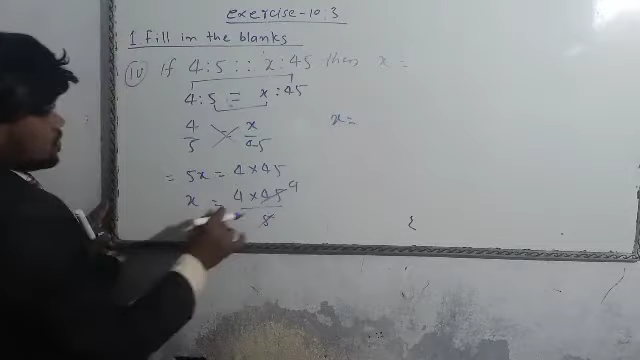 exercise-10:3
1 Fill in the blanks
(iv) If 4:5 :: x:45 then x =
4:5 = x:45
4/5 = x/45
x =
= 5x = 4×45
x = 4×45/5 9